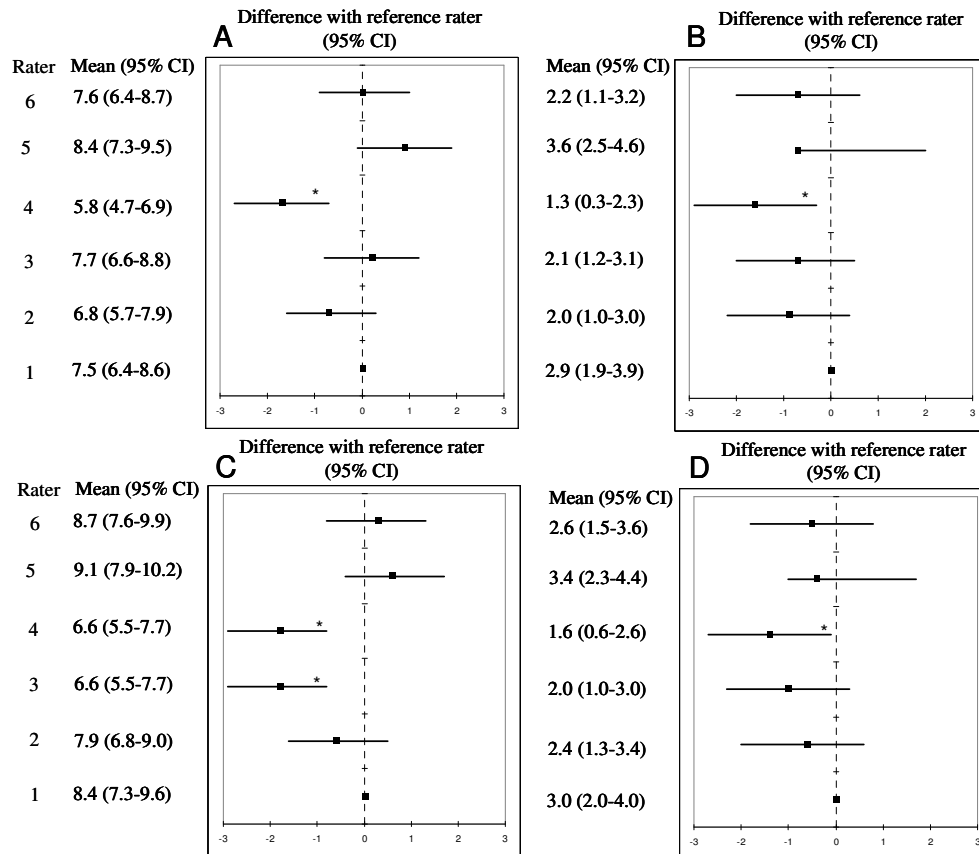 A
Difference with reference rater
(95% CI)
Rater Mean (95% CI)
6 7.6 (6.4-8.7)
5 8.4 (7.3-9.5)
4 5.8 (4.7-6.9) *
3 7.7 (6.6-8.8)
2 6.8 (5.7-7.9)
1 7.5 (6.4-8.6)
-3 -2 -1 0 1 2 3
B
Difference with reference rater
(95% CI)
Mean (95% CI)
2.2 (1.1-3.2)
3.6 (2.5-4.6)
1.3 (0.3-2.3) *
2.1 (1.2-3.1)
2.0 (1.0-3.0)
2.9 (1.9-3.9)
-3 -2 -1 0 1 2 3
C
Difference with reference rater
(95% CI)
Rater Mean (95% CI)
6 8.7 (7.6-9.9)
5 9.1 (7.9-10.2)
4 6.6 (5.5-7.7) *
3 6.6 (5.5-7.7) *
2 7.9 (6.8-9.0)
1 8.4 (7.3-9.6)
-3 -2 -1 0 1 2 3
D
Difference with reference rater
(95% CI)
Mean (95% CI)
2.6 (1.5-3.6)
3.4 (2.3-4.4)
1.6 (0.6-2.6) *
2.0 (1.0-3.0)
2.4 (1.3-3.4)
3.0 (2.0-4.0)
-3 -2 -1 0 1 2 3